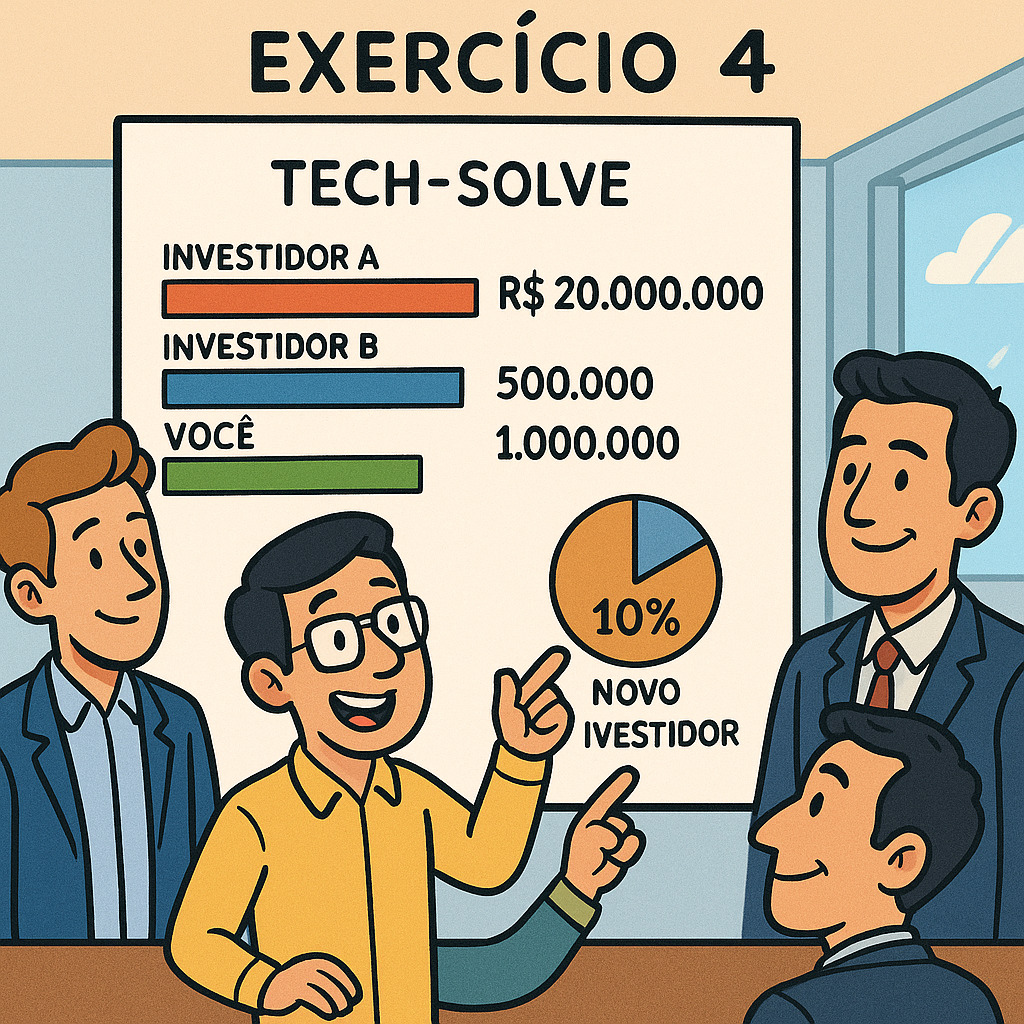 EXERCÍCIO 4
TECH-SOLVE
INVESTIDOR A
R$ 20.000.000
INVESTIDOR B
500.000
VOCÊ
1.000.000
10%
NOVO
IVESTIDOR